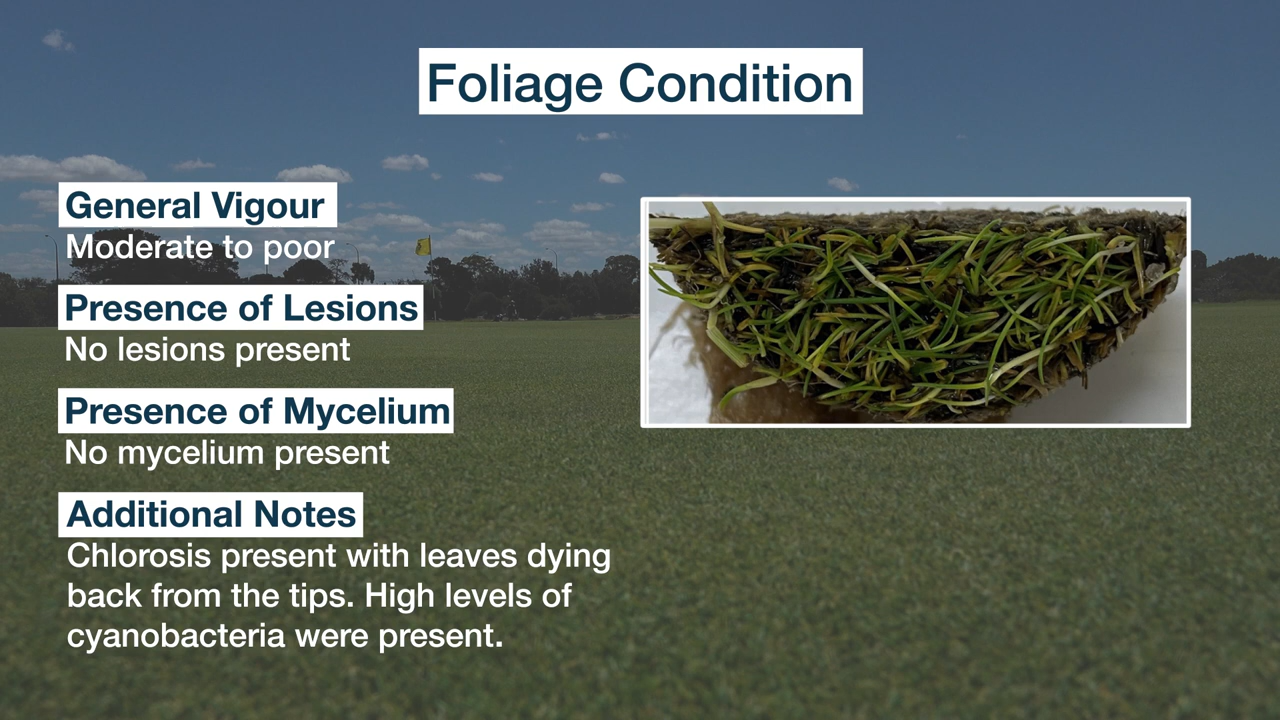 Foliage Condition
General Vigour
Moderate to poor
Presence of Lesions
No lesions present
Presence of Mycelium
No mycelium present
Additional Notes
Chlorosis present with leaves dying
back from the tips. High levels of
cyanobacteria were present.